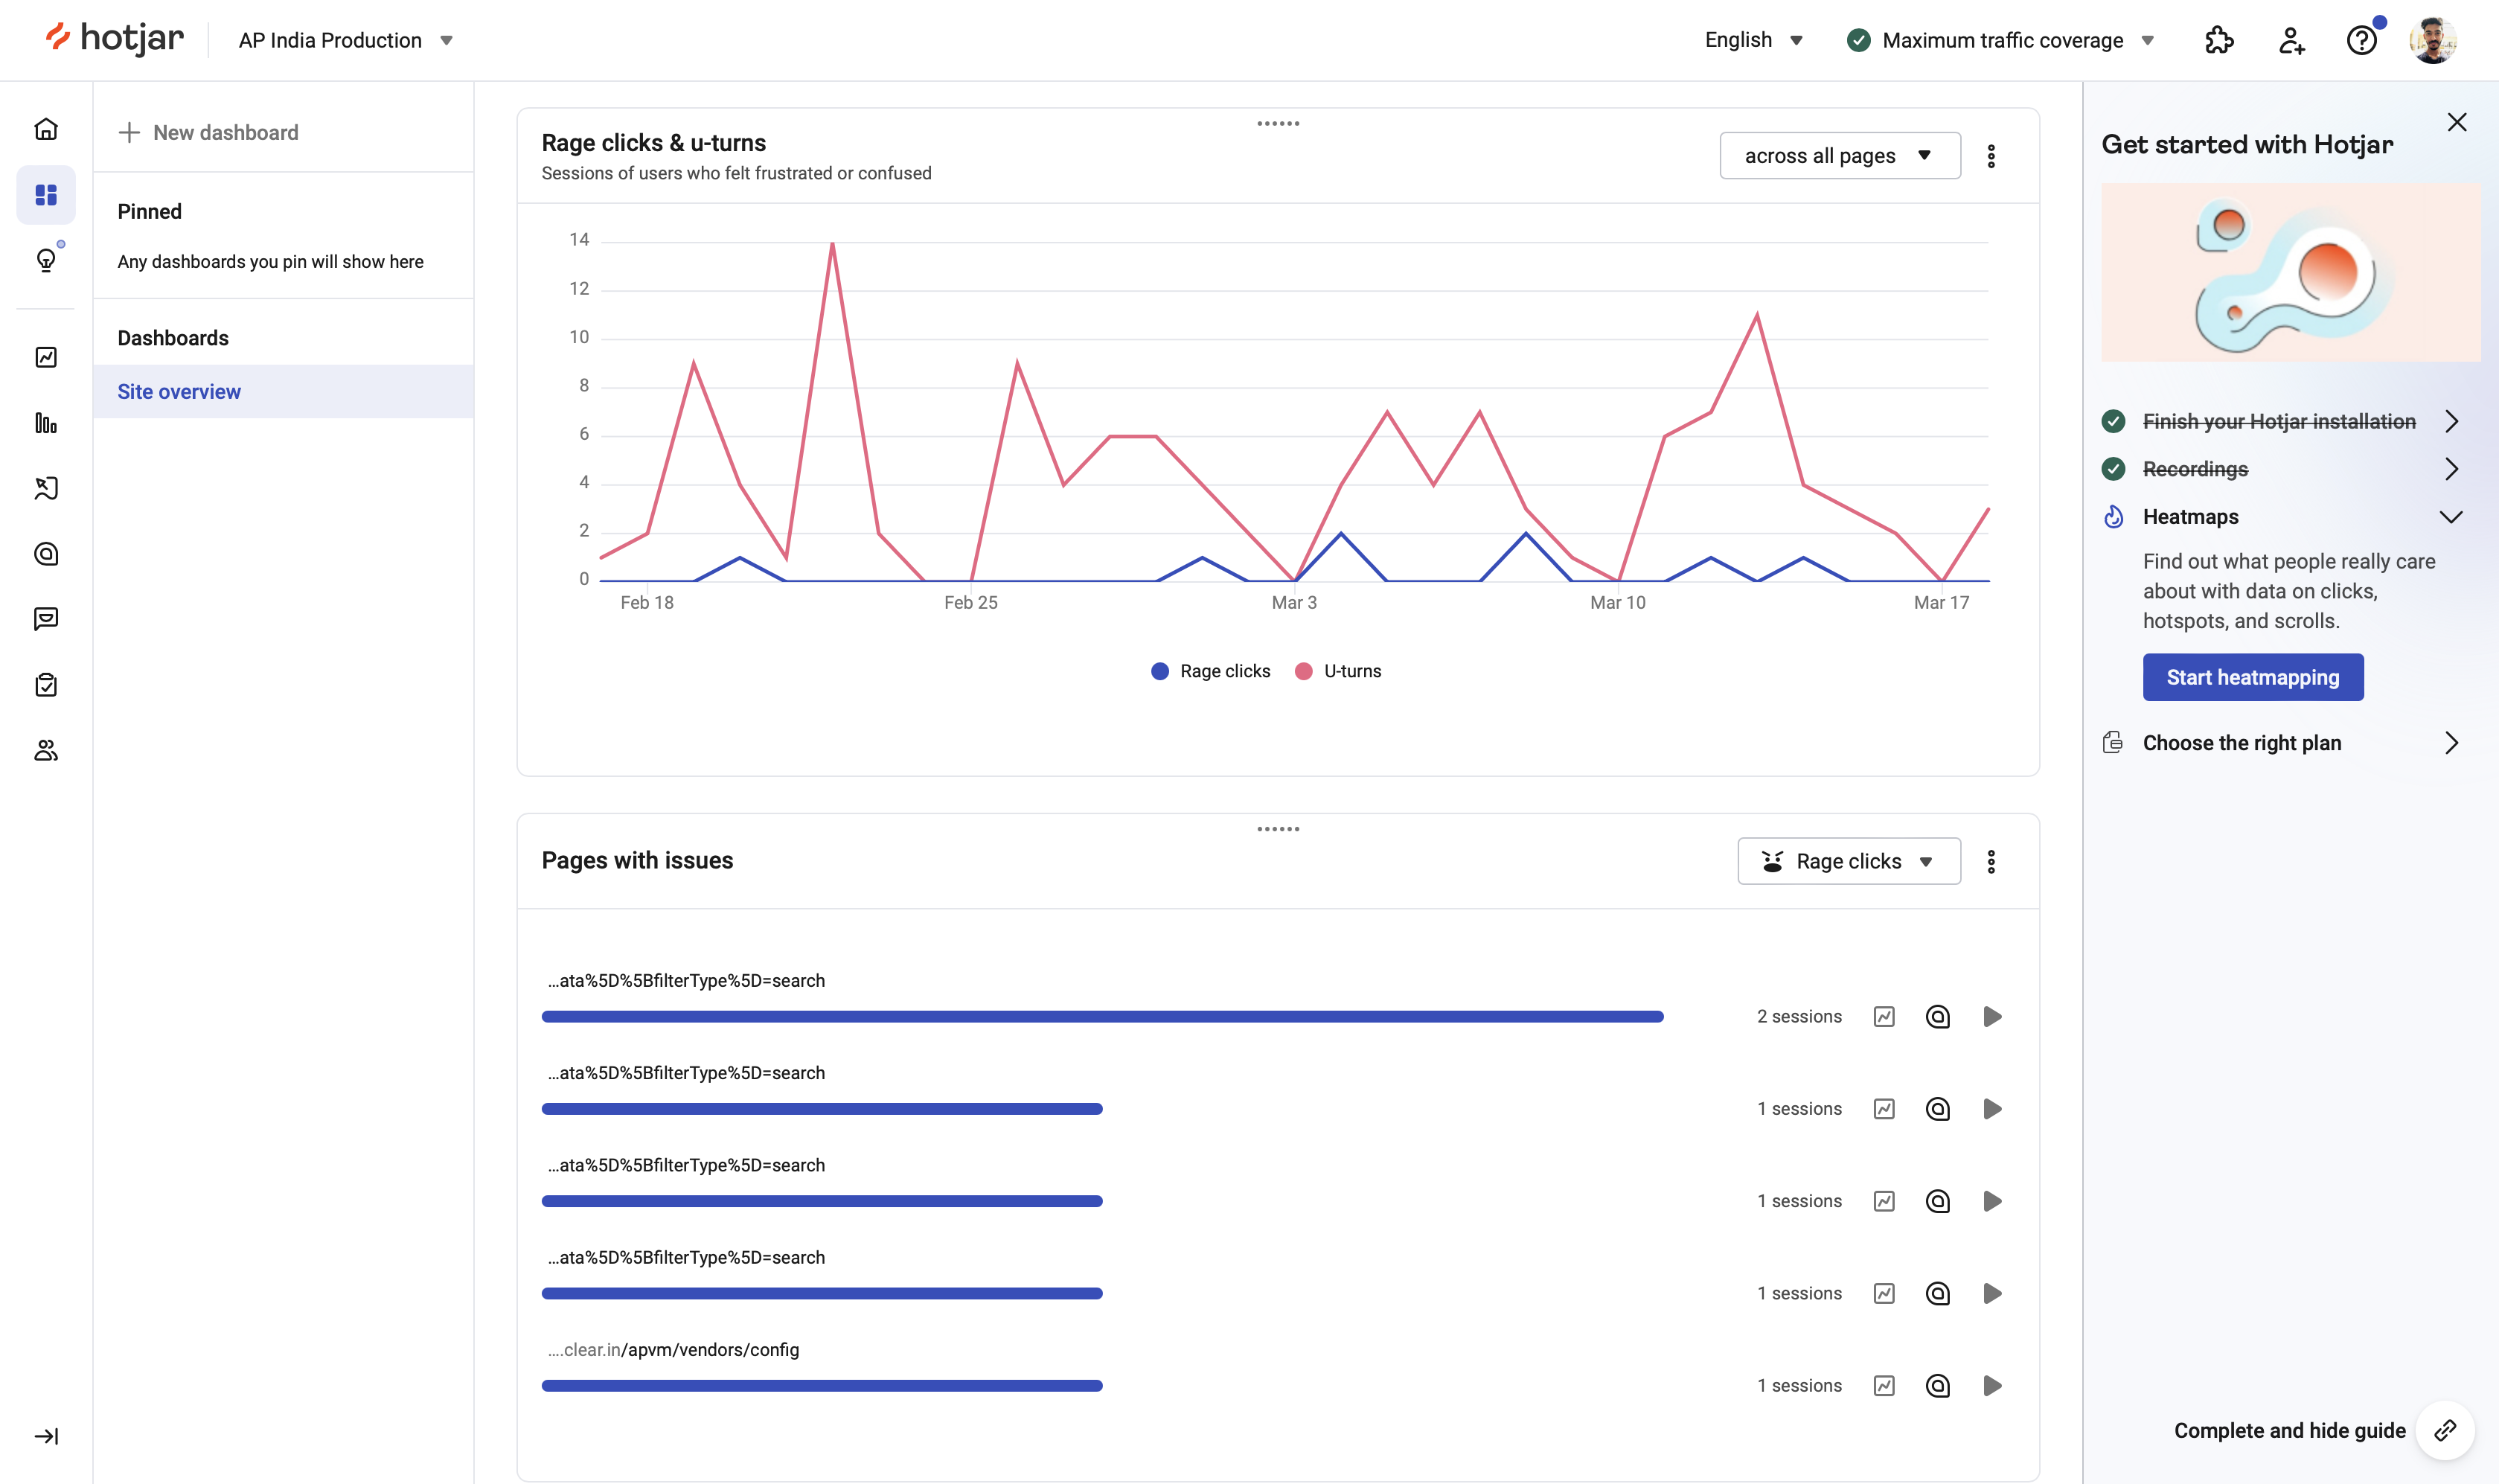 hotjar
AP India Production
English
Maximum traffic coverage
New dashboard
Pinned
Any dashboards you pin will show here
Dashboards
Site overview
Rage clicks & u-turns
Sessions of users who felt frustrated or confused
across all pages
14
12
10
8
6
4
2
0
Feb 18
Feb 25
Mar 3
Mar 10
Mar 17
Rage clicks
U-turns
Pages with issues
Rage clicks
...ata%5D%5BfilterType%5D=search
2 sessions
...ata%5D%5BfilterType%5D=search
1 sessions
...ata%5D%5BfilterType%5D=search
1 sessions
...ata%5D%5BfilterType%5D=search
1 sessions
....clear.in/apvm/vendors/config
1 sessions
Get started with Hotjar
Finish your Hotjar installation
Recordings
Heatmaps
Find out what people really care
about with data on clicks,
hotspots, and scrolls.
Start heatmapping
Choose the right plan
Complete and hide guide